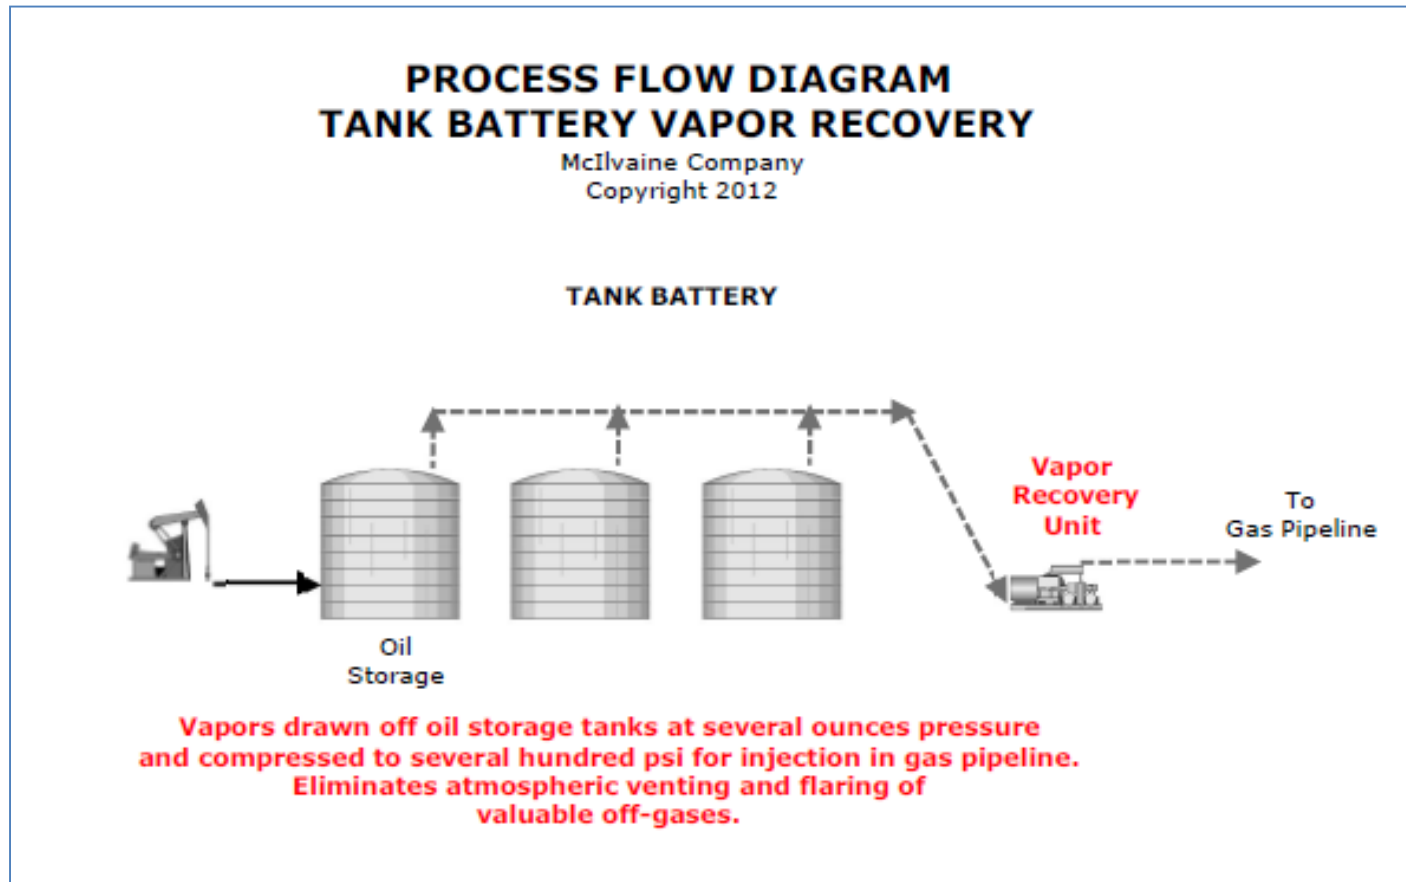 PROCESS FLOW DIAGRAM
TANK BATTERY VAPOR RECOVERY
McIlvaine Company
Copyright 2012
TANK BATTERY
Vapor
Recovery
Unit
To
Gas Pipeline
Oil
Storage
Vapors drawn off oil storage tanks at several ounces pressure
and compressed to several hundred psi for injection in gas pipeline.
Eliminates atmospheric venting and flaring of
valuable off-gases.